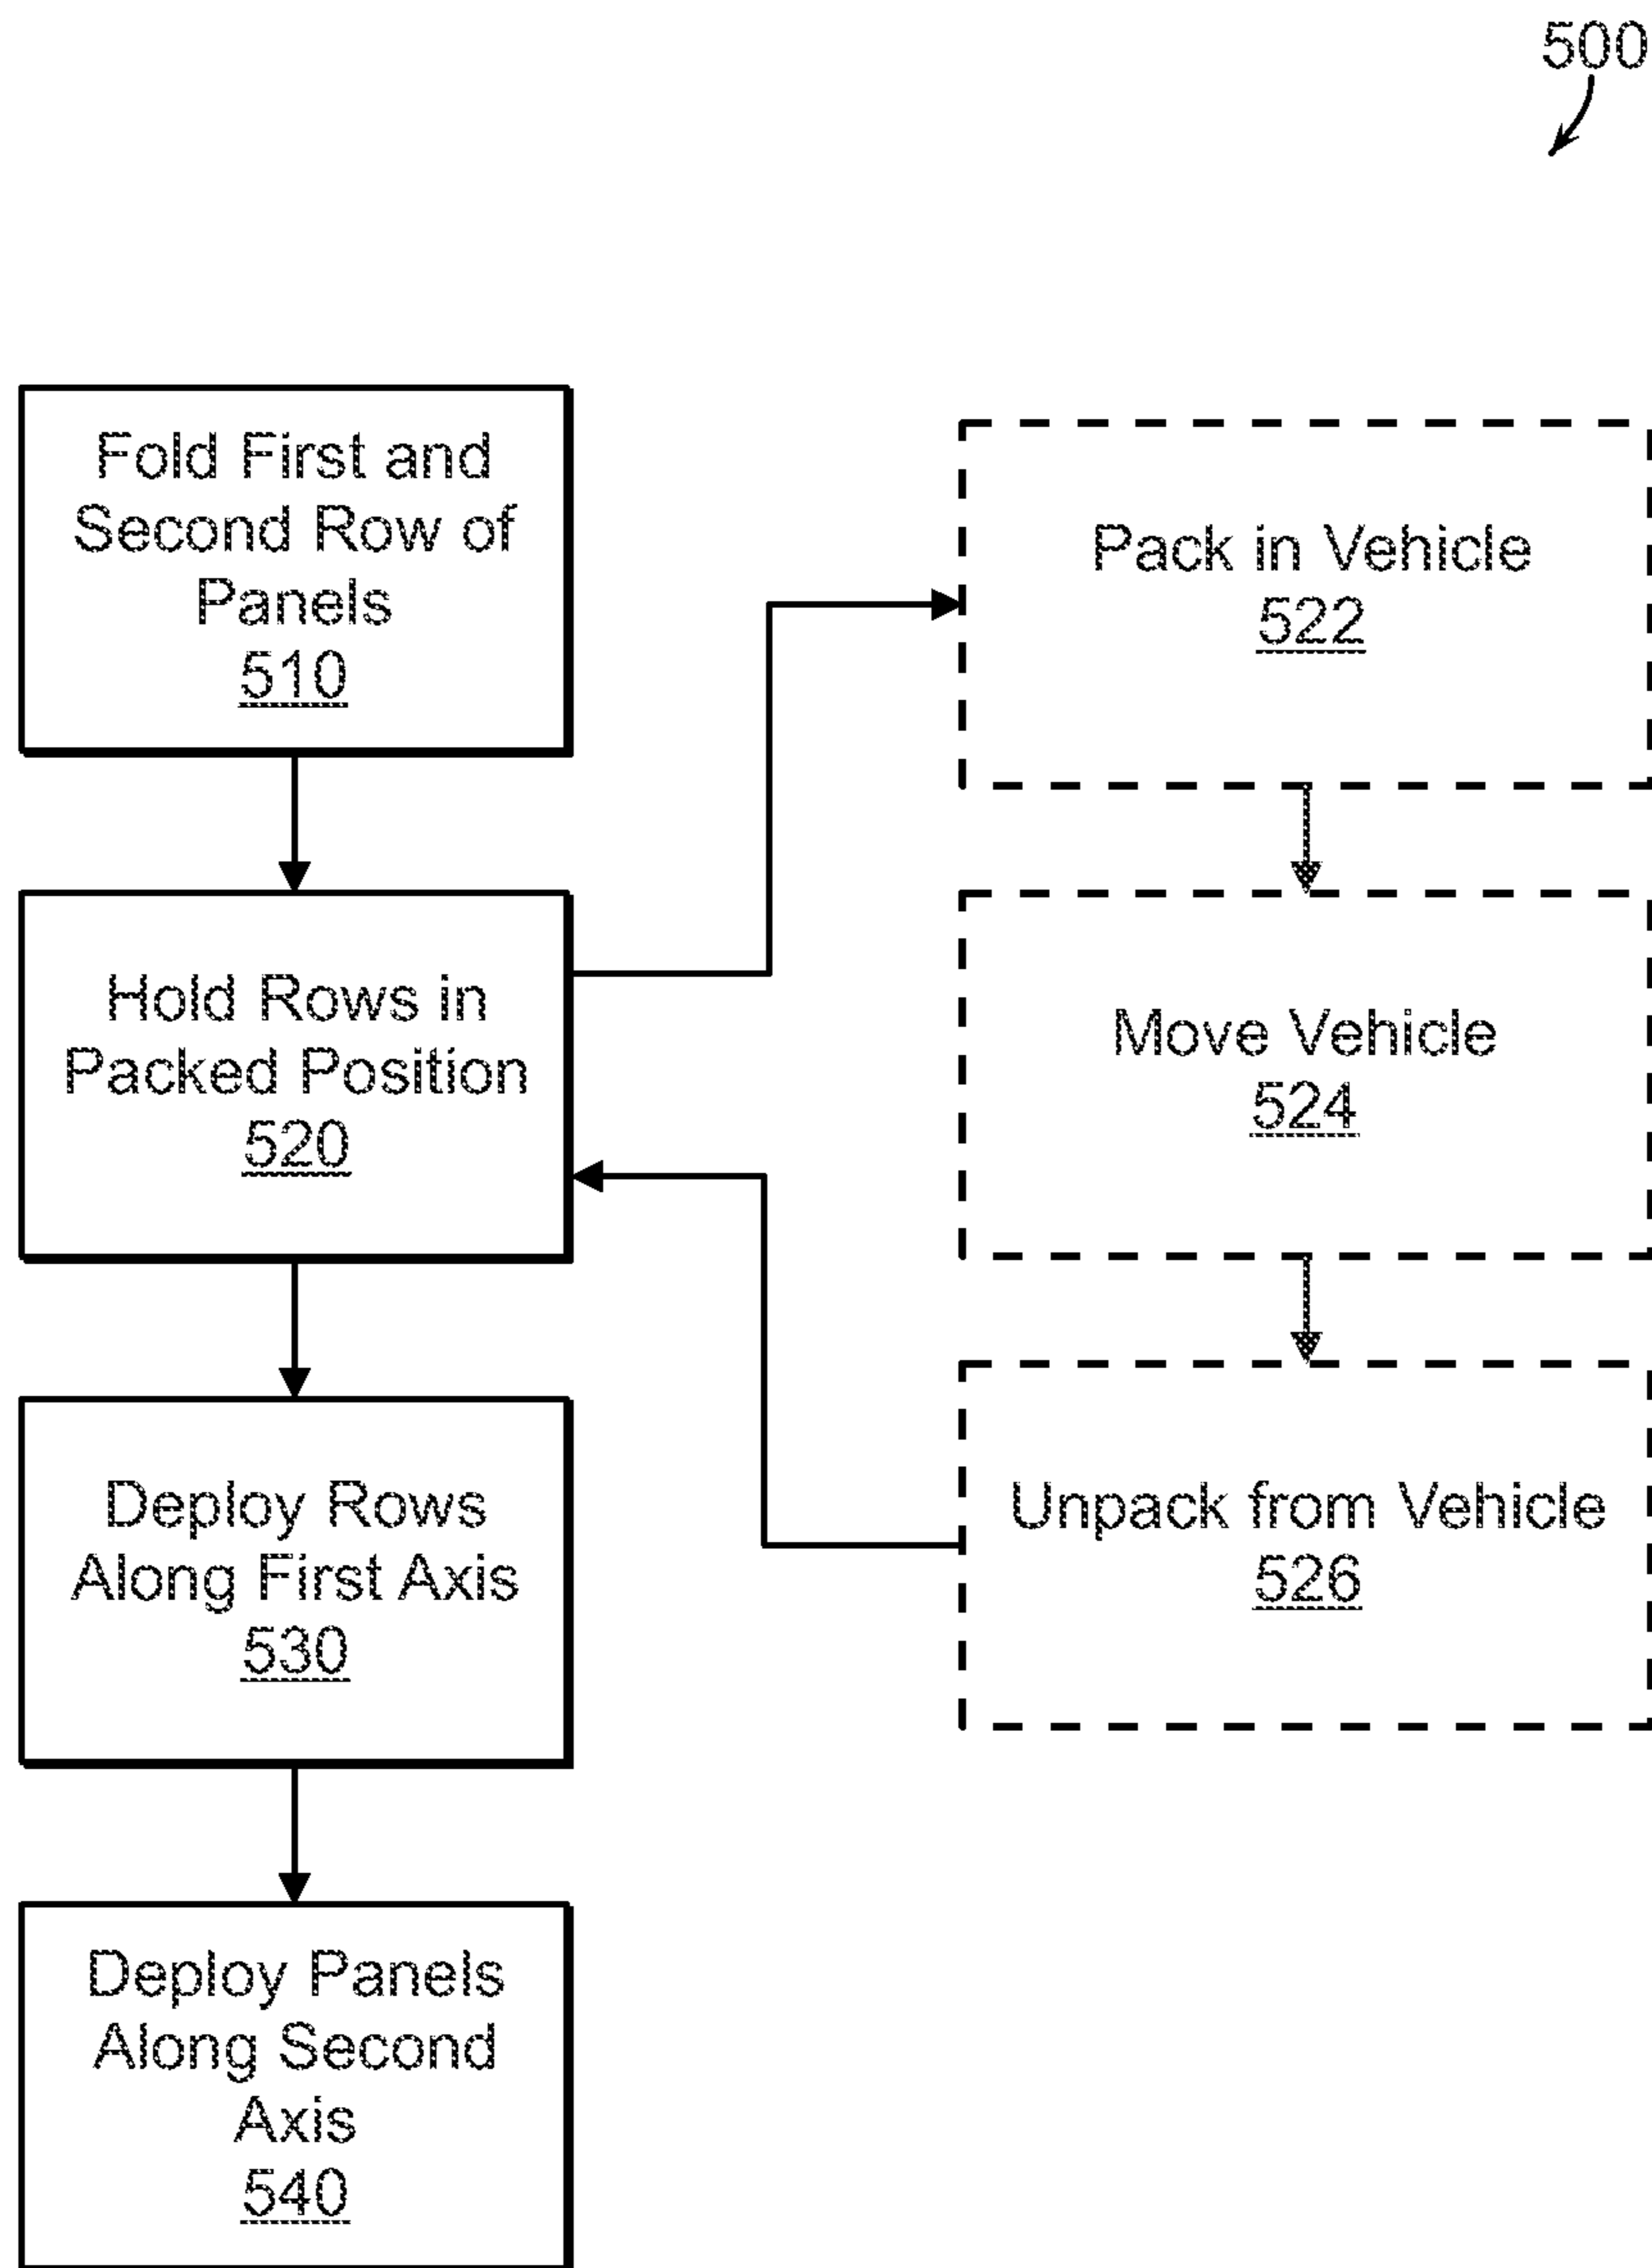 500
Fold First and
Second Row of
Panels
510
Hold Rows in
Packed Position
520
Deploy Rows
Along First Axis
530
Deploy Panels
Along Second
Axis
540
Pack in Vehicle
522
Move Vehicle
524
Unpack from Vehicle
526